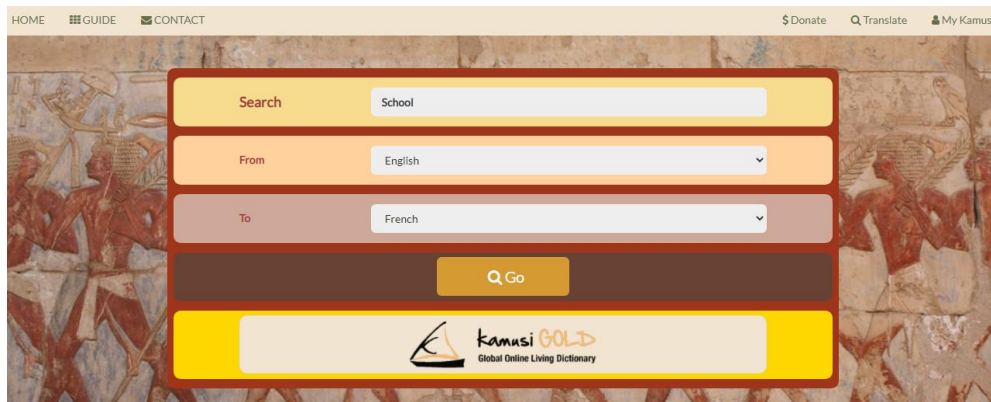 HOME GUIDE CONTACT $ Donate Translate My Kamus
Search School
From English
To French
Go
kamusi GOLD
Global Online Living Dictionary